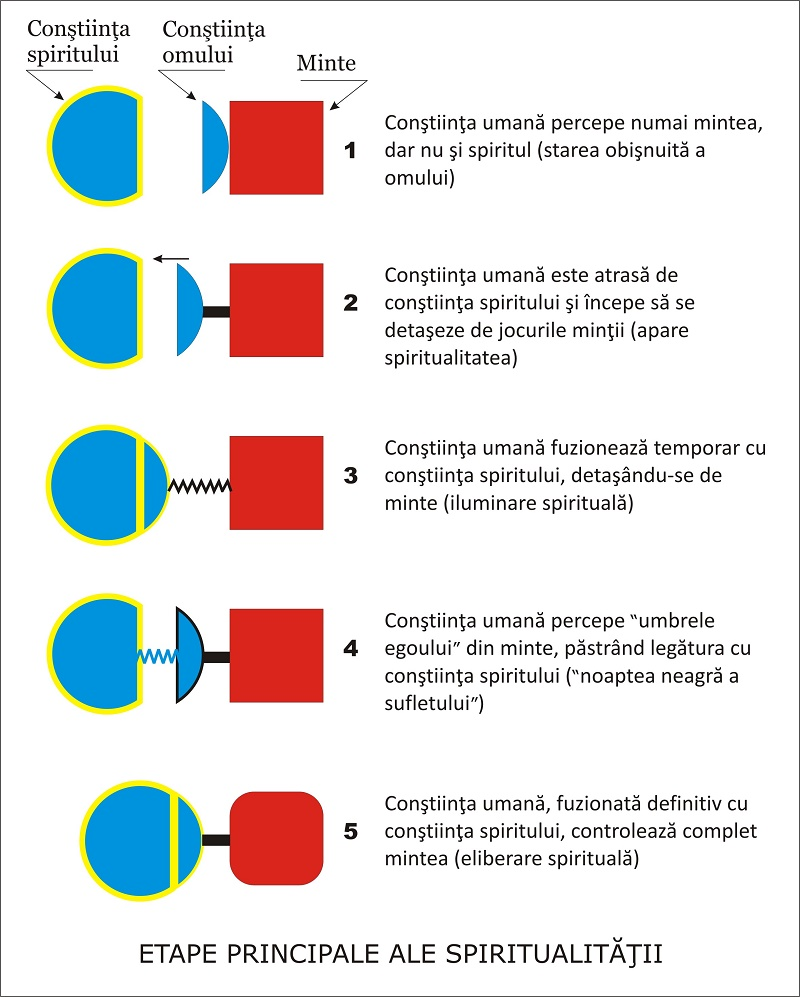 Conştiinţa
spiritului
Conştiinţa
omului
Minte
1
Conştiinţa umană percepe numai mintea,
dar nu şi spiritul (starea obişnuită a
omului)
2
Conştiinţa umană este atrasă de
conştiinţa spiritului şi începe să se
detaşeze de jocurile minţii (apare
spiritualitatea)
3
Conştiinţa umană fuzionează temporar cu
conştiinţa spiritului, detaşându-se de
minte (iluminare spirituală)
4
Conştiinţa umană percepe "umbrele
egoului" din minte, păstrând legătura cu
conştiinţa spiritului ("noaptea neagră a
sufletului")
5
Conştiinţa umană, fuzionată definitiv cu
conştiinţa spiritului, controlează complet
mintea (eliberare spirituală)
ETAPE PRINCIPALE ALE SPIRITUALITĂŢII